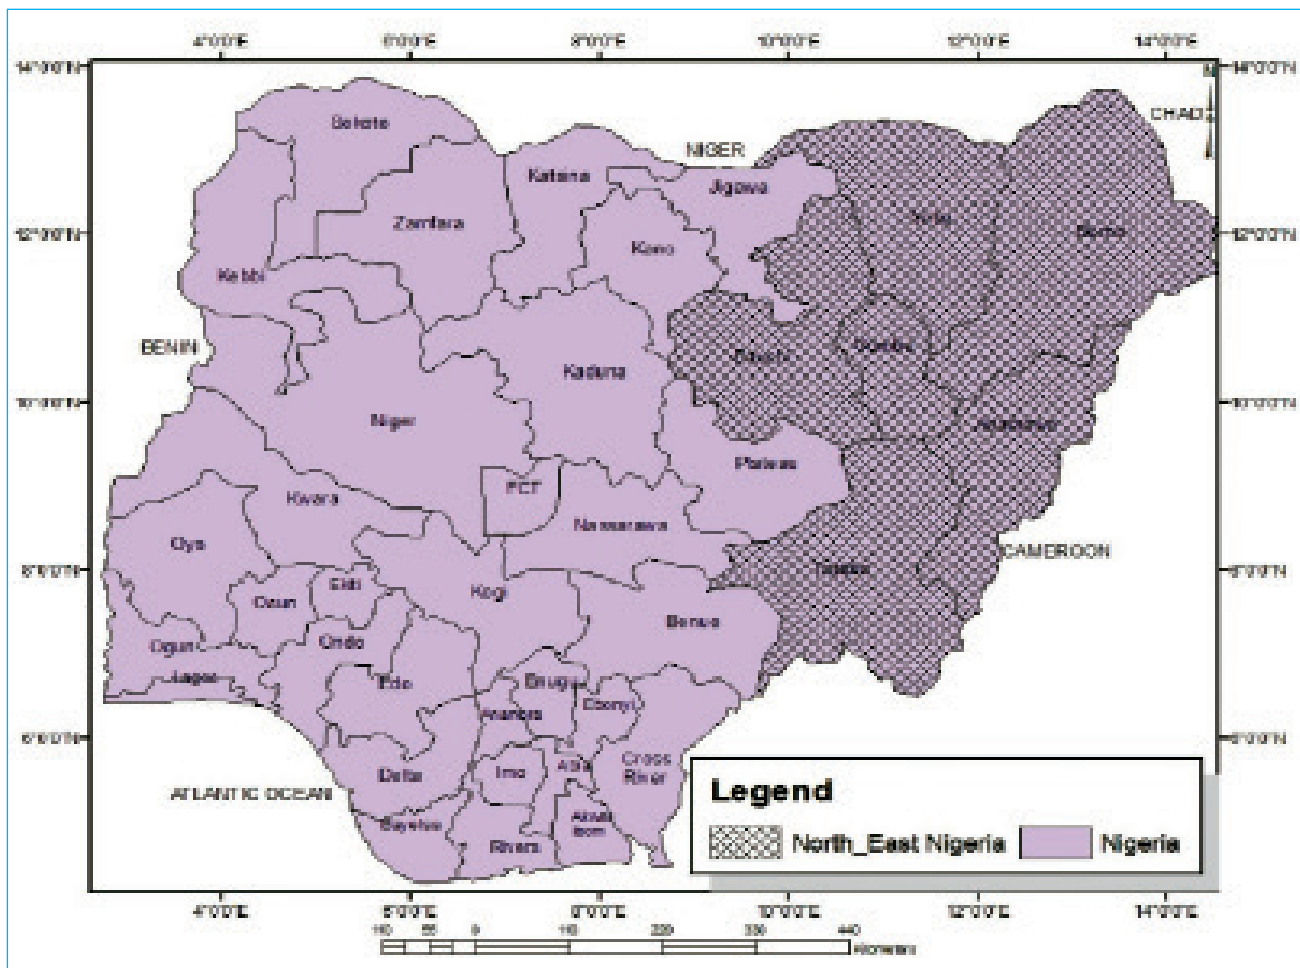 4°0'0"E 6°0'0"E 8°0'0"E 10°0'0"E 12°0'0"E 14°0'0"E
14°0'0"N 14°0'0"N
N
CHAD
Sokoto
NIGER
Katsina
Jigawa
Zamfara
Yobe
Borno
12°0'0"N 12°0'0"N
Kano
Kebbi
BENIN
Bauchi
Gombe
Kaduna
10°0'0"N 10°0'0"N
Niger
Adamawa
Plateau
FCT
Kwara
Nassarawa
Oyo
CAMEROON
8°0'0"N Taraba 8°0'0"N
Ekiti
Kogi
Osun
Benue
Ogun
Ondo
Lagos
Edo
Enugu
Ebonyi
Anambra
6°0'0"N 6°0'0"N
Delta
Imo
Abia
Cross
River
ATLANTIC OCEAN
Bayelsa
Akwa
Ibom
Rivers
Legend
North_East Nigeria
Nigeria
4°0'0"E 6°0'0"E 8°0'0"E 10°0'0"E 12°0'0"E 14°0'0"E
110 55 0 110 220 330 440
Kilometers